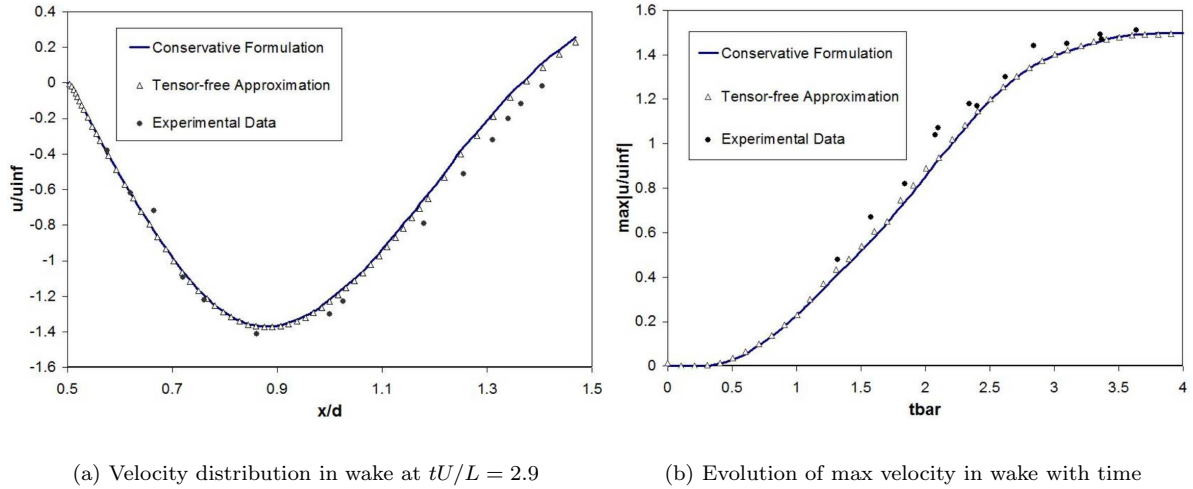 0.4
0.2
0
-0.2
-0.4
-0.6
-0.8
-1
-1.2
-1.4
-1.6
u/uinf
Conservative Formulation
Tensor-free Approximation
Experimental Data
0.5
0.7
0.9
1.1
1.3
1.5
x/d
(a) Velocity distribution in wake at tU/L = 2.9
1.6
1.4
1.2
1
0.8
0.6
0.4
0.2
0
max|u/uinf|
Conservative Formulation
Tensor-free Approximation
Experimental Data
0
0.5
1
1.5
2
2.5
3
3.5
4
tbar
(b) Evolution of max velocity in wake with time